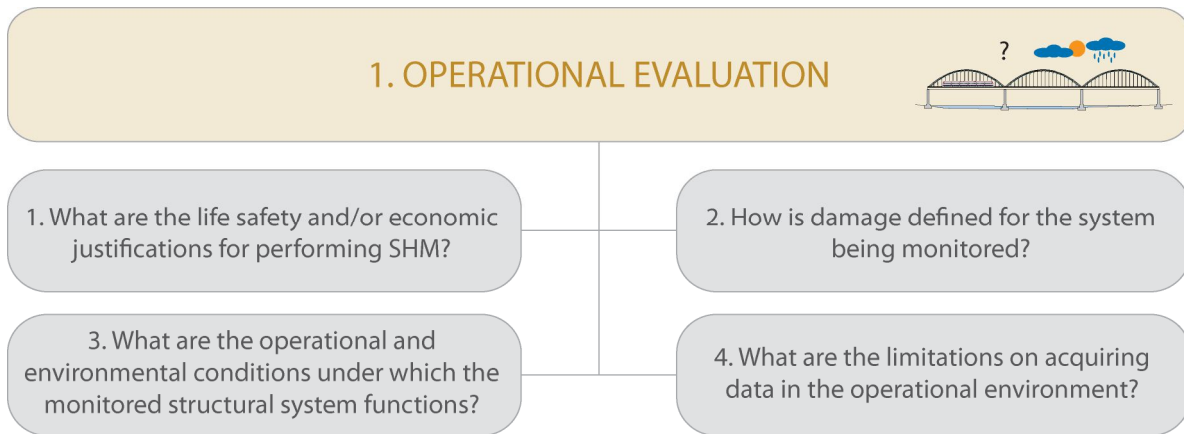 ?
1. OPERATIONAL EVALUATION
1. What are the life safety and/or economic
justifications for performing SHM?
2. How is damage defined for the system
being monitored?
3. What are the operational and
environmental conditions under which the
monitored structural system functions?
4. What are the limitations on acquiring
data in the operational environment?